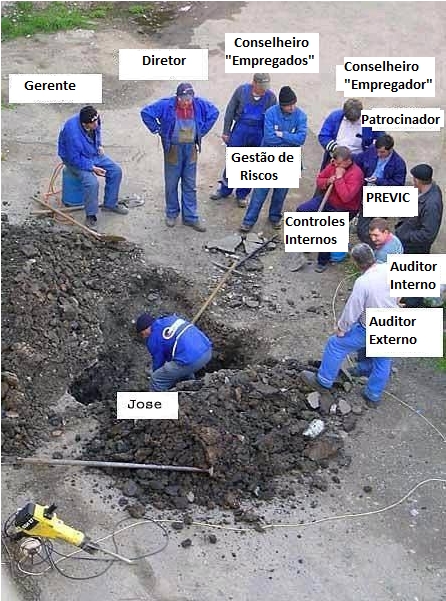 Gerente
Diretor
Conselheiro
"Empregados"
Conselheiro
"Empregador"
Patrocinador
Gestão de
Riscos
PREVIC
Controles
Internos
Auditor
Interno
Auditor
Externo
Jose